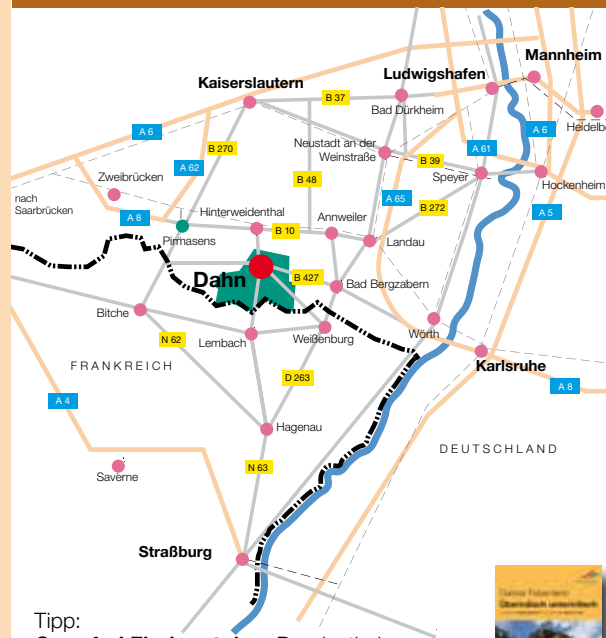 Mannheim
Ludwigshafen
Kaiserslautern
B 37
Bad Dürkheim
A 6
A 6
B 270
Neustadt an der
Weinstraße
A 61
A 62
B 39
Zweibrücken
B 48
Speyer
Hockenheim
nach
Saarbrücken
A 65
B 272
A 5
A 8
Hinterweidenthal
Annweiler
B 10
Pirmasens
Landau
Dahn
B 427
Bad Bergzabern
Bitche
Wörth
N 62
Lembach
Weißenburg
FRANKREICH
Karlsruhe
D 263
A 8
A 4
Hagenau
DEUTSCHLAND
N 63
Saverne
Straßburg
Tipp: